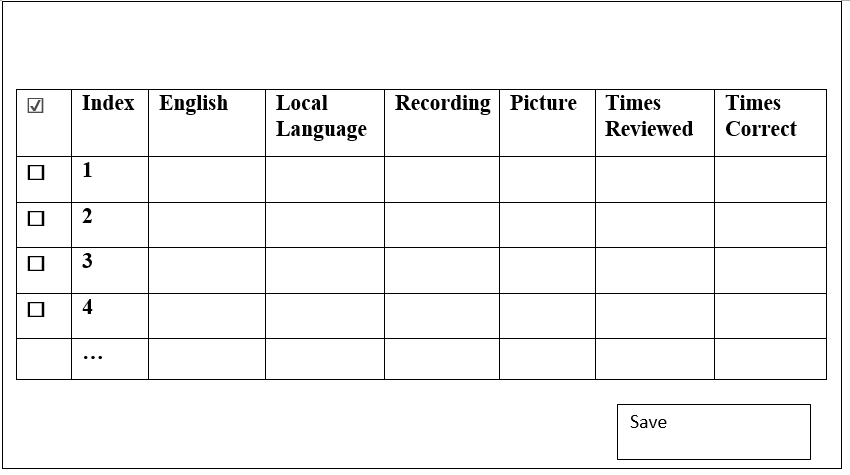 ☑ Index English Local Language Recording Picture Times Reviewed Times Correct
☐ 1
☐ 2
☐ 3
☐ 4
…
Save